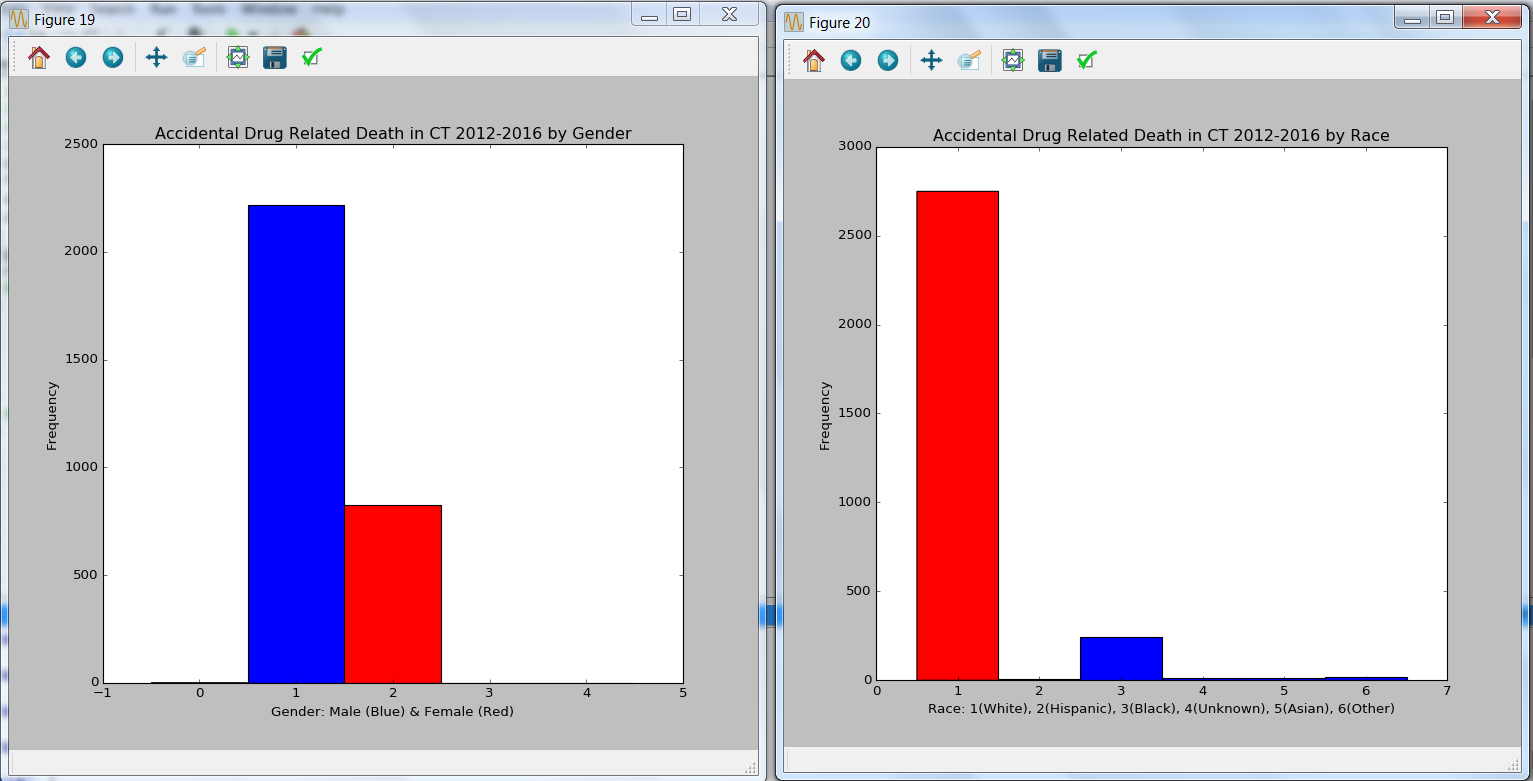 Figure 19
Accidental Drug Related Death in CT 2012-2016 by Gender
2500
2000
1500
1000
500
0
Frequency
−1 0 1 2 3 4 5
Gender: Male (Blue) & Female (Red)
Figure 20
Accidental Drug Related Death in CT 2012-2016 by Race
3000
2500
2000
1500
1000
500
0
Frequency
0 1 2 3 4 5 6 7
Race: 1(White), 2(Hispanic), 3(Black), 4(Unknown), 5(Asian), 6(Other)